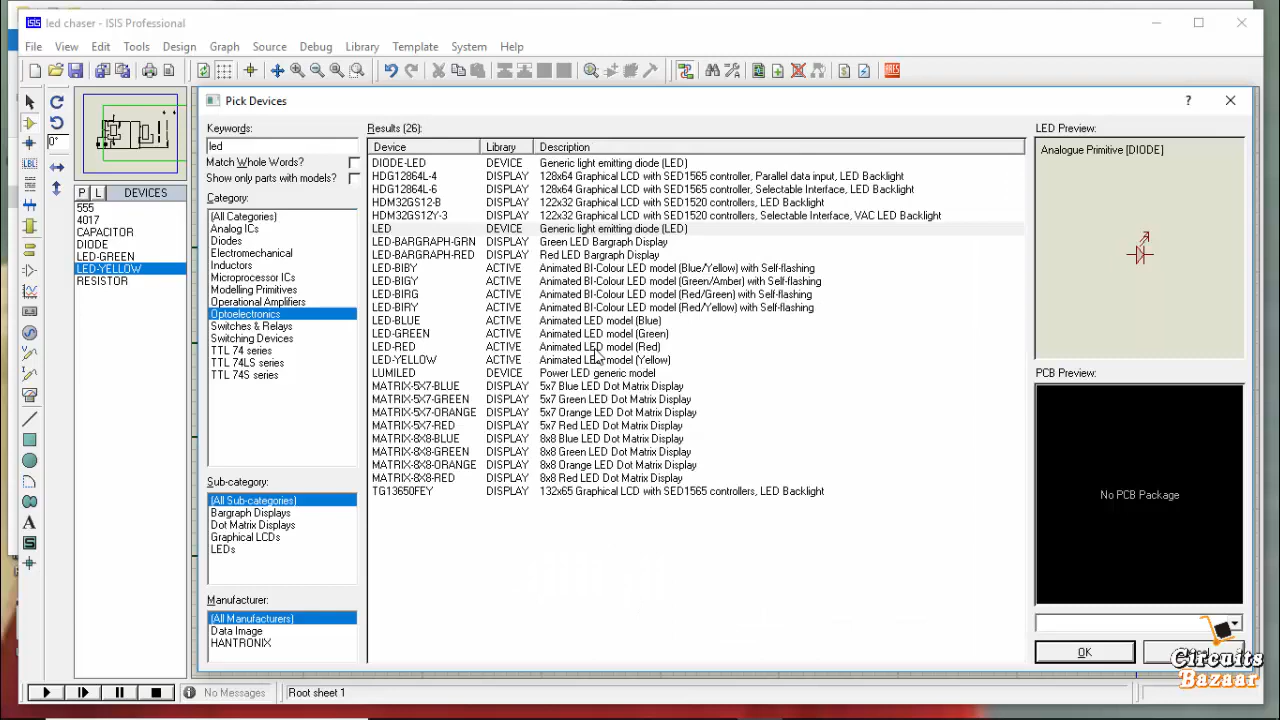 led chaser - ISIS Professional
File View Edit Tools Design Graph Source Debug Library Template System Help
Pick Devices
Keywords:
led
Match Whole Words?
Show only parts with models?
Category:
(All Categories)
Analog ICs
Diodes
Electromechanical
Inductors
Microprocessor ICs
Modelling Primitives
Operational Amplifiers
Optoelectronics
Switches & Relays
Switching Devices
TTL 74 series
TTL 74LS series
TTL 74S series
Sub-category:
(All Sub-categories)
Bargraph Displays
Dot Matrix Displays
Graphical LCDs
LEDs
Manufacturer:
(All Manufacturers)
Data Image
HANTRONIX
Results (26):
Device Library Description
DIODE-LED DEVICE Generic light emitting diode (LED)
HDG12864L-4 DISPLAY 128x64 Graphical LCD with SED1565 controller, Parallel data input, LED Backlight
HDG12864L-6 DISPLAY 128x64 Graphical LCD with SED1565 controller, Selectable Interface, LED Backlight
HDM32GS12-B DISPLAY 122x32 Graphical LCD with SED1520 controllers, LED Backlight
HDM32GS12Y-3 DISPLAY 122x32 Graphical LCD with SED1520 controllers, Selectable Interface, VAC LED Backlight
LED DEVICE Generic light emitting diode (LED)
LED-BARGRAPH-GRN DISPLAY Green LED Bargraph Display
LED-BARGRAPH-RED DISPLAY Red LED Bargraph Display
LED-BIBY ACTIVE Animated BI-Colour LED model (Blue/Yellow) with Self-flashing
LED-BIGY ACTIVE Animated BI-Colour LED model (Green/Amber) with Self-flashing
LED-BIRG ACTIVE Animated BI-Colour LED model (Red/Green) with Self-flashing
LED-BIRY ACTIVE Animated BI-Colour LED model (Red/Yellow) with Self-flashing
LED-BLUE ACTIVE Animated LED model (Blue)
LED-GREEN ACTIVE Animated LED model (Green)
LED-RED ACTIVE Animated LED model (Red)
LED-YELLOW ACTIVE Animated LED model (Yellow)
LUMILED DEVICE Power LED generic model
MATRIX-5X7-BLUE DISPLAY 5x7 Blue LED Dot Matrix Display
MATRIX-5X7-GREEN DISPLAY 5x7 Green LED Dot Matrix Display
MATRIX-5X7-ORANGE DISPLAY 5x7 Orange LED Dot Matrix Display
MATRIX-5X7-RED DISPLAY 5x7 Red LED Dot Matrix Display
MATRIX-8X8-BLUE DISPLAY 8x8 Blue LED Dot Matrix Display
MATRIX-8X8-GREEN DISPLAY 8x8 Green LED Dot Matrix Display
MATRIX-8X8-ORANGE DISPLAY 8x8 Orange LED Dot Matrix Display
MATRIX-8X8-RED DISPLAY 8x8 Red LED Dot Matrix Display
TG13650FEY DISPLAY 132x65 Graphical LCD with SED1565 controllers, LED Backlight
LED Preview:
Analogue Primitive [DIODE]
PCB Preview:
No PCB Package
OK
Circuits
Bazaar
0°
LBL
A
S
ARES
P L DEVICES
555
4017
CAPACITOR
DIODE
LED-GREEN
LED-YELLOW
RESISTOR
No Messages
Root sheet 1